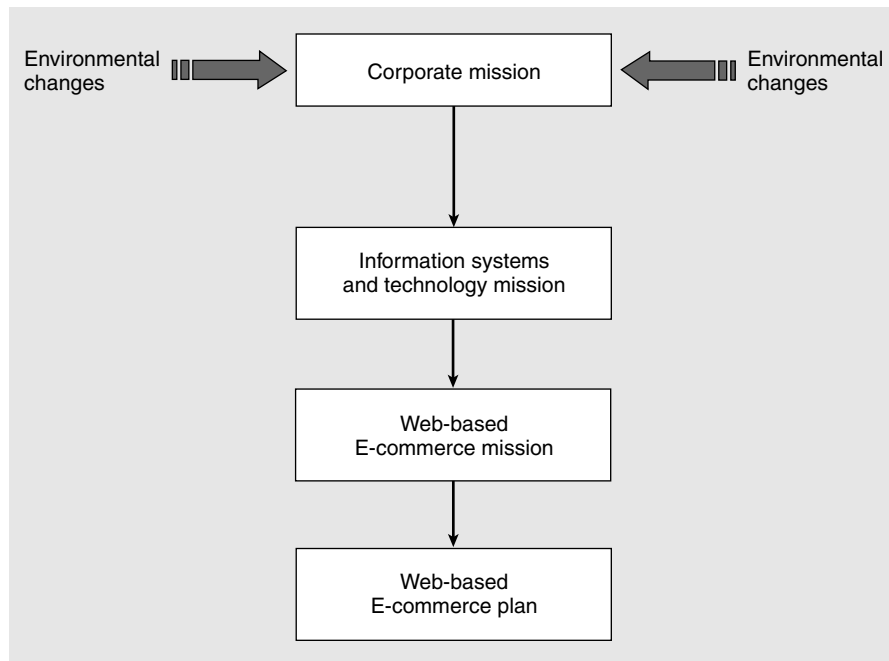 Environmental
changes
Corporate mission
Environmental
changes
Information systems
and technology mission
Web-based
E-commerce mission
Web-based
E-commerce plan